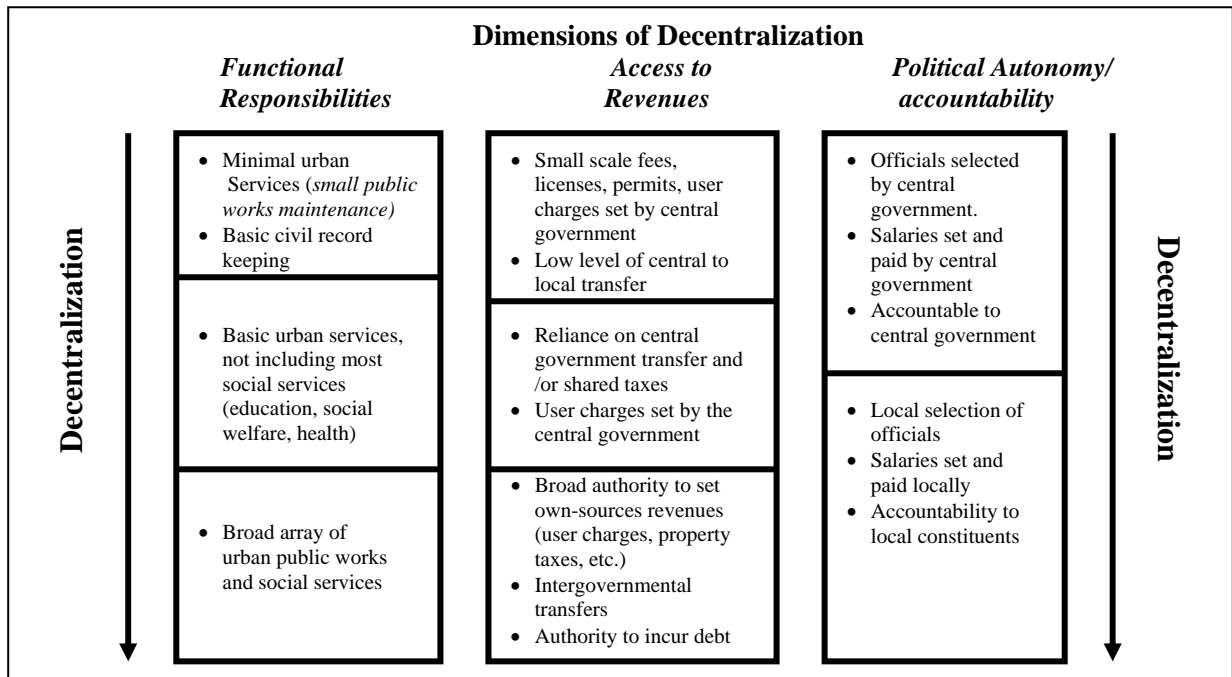 Dimensions of Decentralization
Functional
Responsibilities
Access to
Revenues
Political Autonomy/
accountability
Decentralization
• Minimal urban
Services (small public
works maintenance)
• Basic civil record
keeping
• Basic urban services,
not including most
social services
(education, social
welfare, health)
• Broad array of
urban public works
and social services
• Small scale fees,
licenses, permits, user
charges set by central
government
• Low level of central to
local transfer
• Reliance on central
government transfer and
/or shared taxes
• User charges set by the
central government
• Broad authority to set
own-sources revenues
(user charges, property
taxes, etc.)
• Intergovernmental
transfers
• Authority to incur debt
• Officials selected
by central
government.
• Salaries set and
paid by central
government
• Accountable to
central government
• Local selection of
officials
• Salaries set and
paid locally
• Accountability to
local constituents
Decentralization